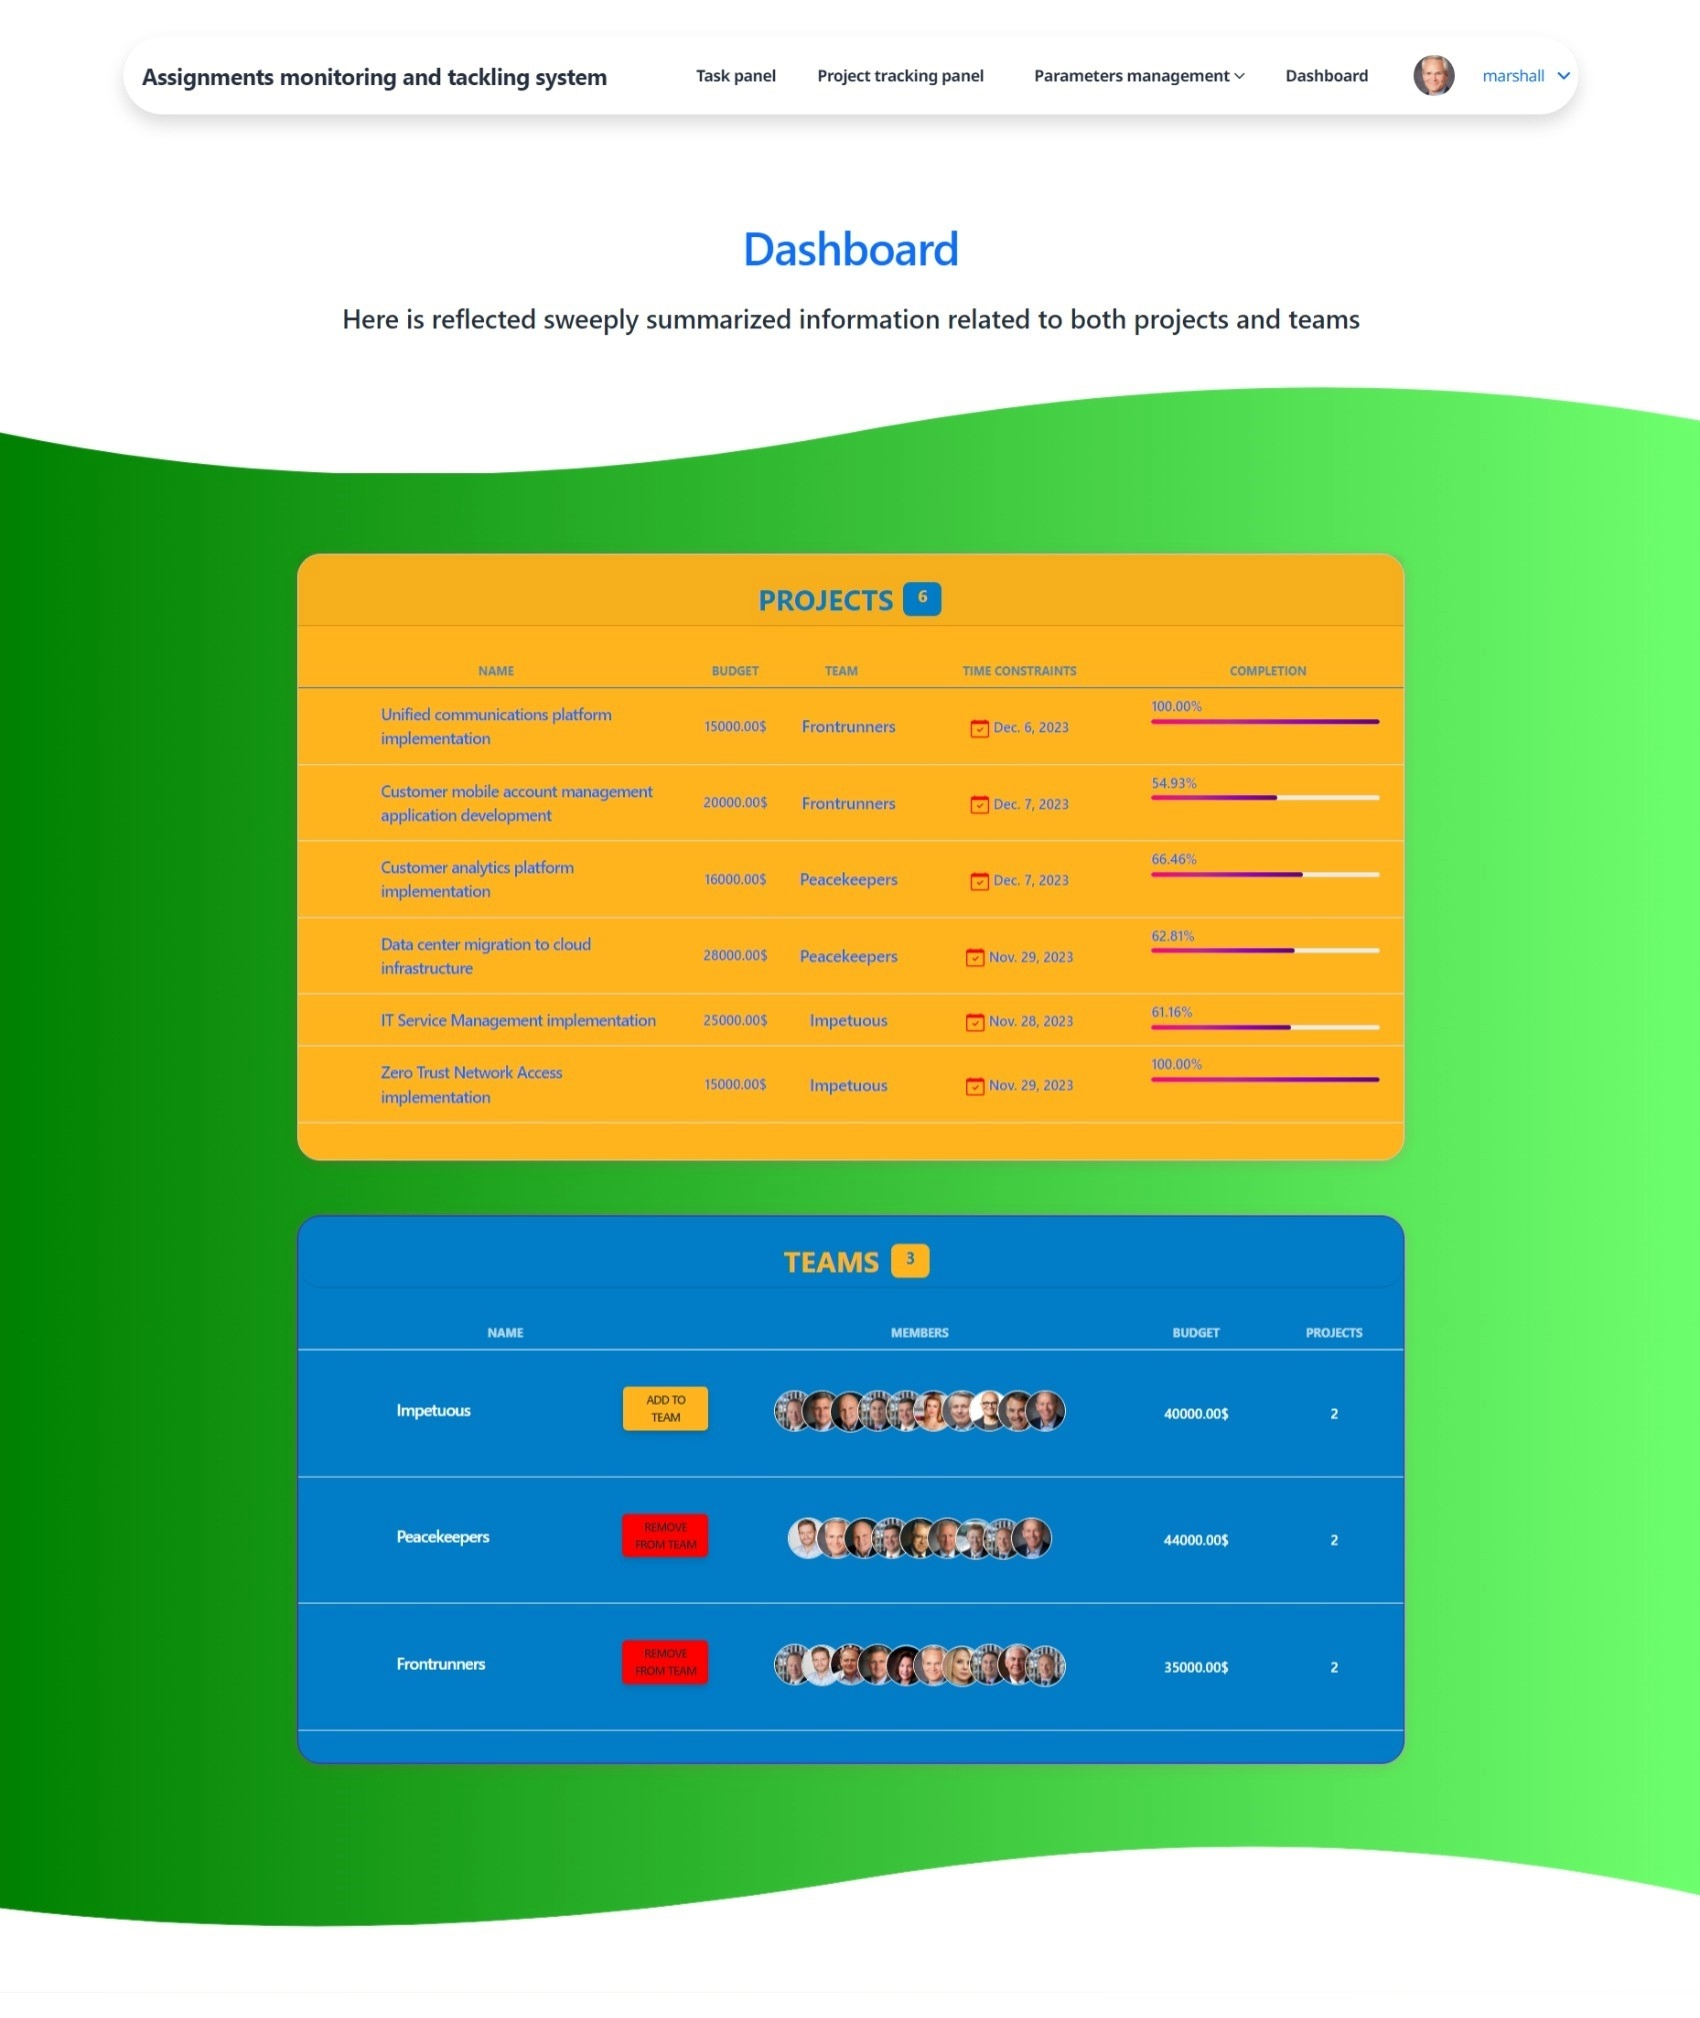 Assignments monitoring and tackling system Task panel Project tracking panel Parameters management Dashboard marshall
Dashboard
Here is reflected sweeply summarized information related to both projects and teams
PROJECTS 6
NAME BUDGET TEAM TIME CONSTRAINTS COMPLETION
Unified communications platform
implementation
15000.00$ Frontrunners Dec. 6, 2023 100.00%
Customer mobile account management
application development
20000.00$ Frontrunners Dec. 7, 2023 54.93%
Customer analytics platform
implementation
16000.00$ Peacekeepers Dec. 7, 2023 66.46%
Data center migration to cloud
infrastructure
28000.00$ Peacekeepers Nov. 29, 2023 62.81%
IT Service Management implementation 25000.00$ Impetuous Nov. 28, 2023 61.16%
Zero Trust Network Access
implementation
15000.00$ Impetuous Nov. 29, 2023 100.00%
TEAMS 3
NAME MEMBERS BUDGET PROJECTS
Impetuous
ADD TO
TEAM
40000.00$ 2
Peacekeepers
REMOVE
FROM TEAM
44000.00$ 2
Frontrunners
REMOVE
FROM TEAM
35000.00$ 2